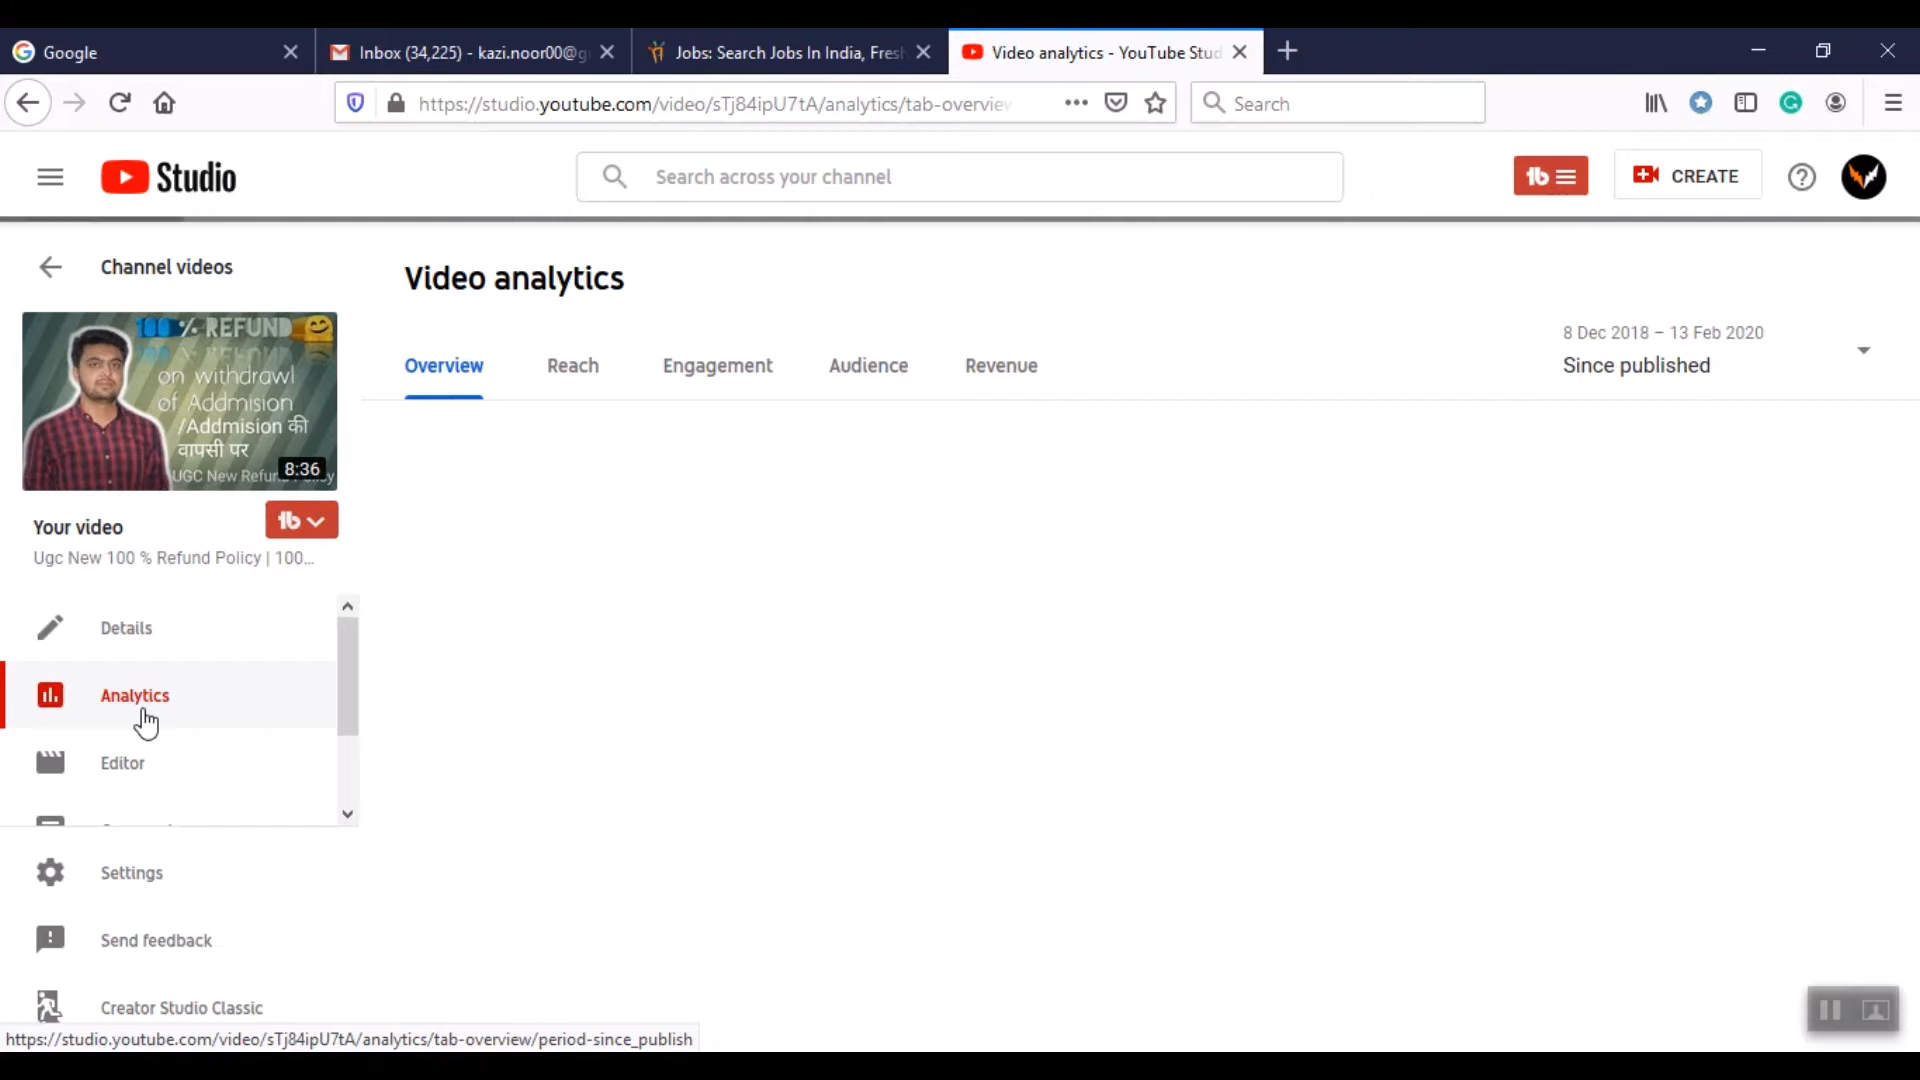 Google
Inbox (34,225) - kazi.noor00@g
Jobs: Search Jobs In India, Fresh
Video analytics - YouTube Stud
https://studio.youtube.com/video/sTj84ipU7tA/analytics/tab-overview
Search
Studio
Search across your channel
CREATE
Channel videos
100 % REFUND
on withdrawl
of Addmision
/Addmision की
वापसी पर
UGC New Refun
8:36
Your video
Ugc New 100 % Refund Policy | 100...
Details
Analytics
Editor
Settings
Send feedback
Creator Studio Classic
Video analytics
Overview
Reach
Engagement
Audience
Revenue
8 Dec 2018 – 13 Feb 2020
Since published
https://studio.youtube.com/video/sTj84ipU7tA/analytics/tab-overview/period-since_publish